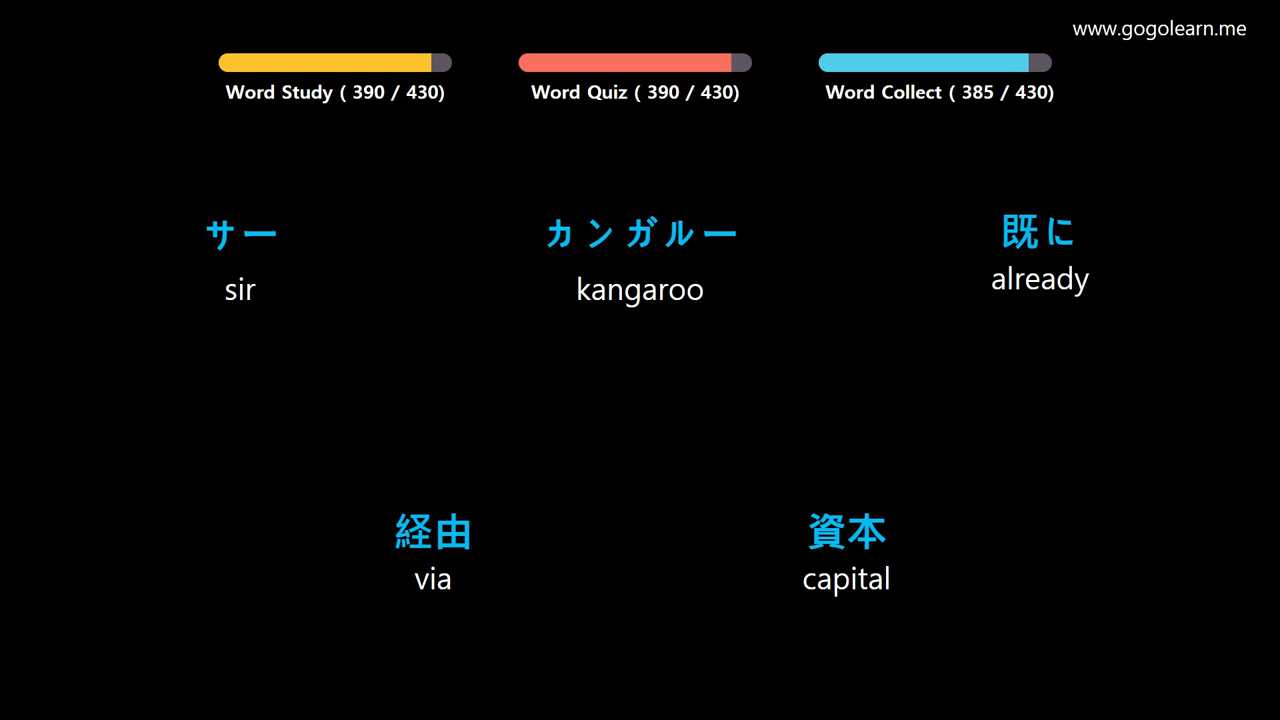 www.gogolearn.me
Word Study ( 390 / 430)
Word Quiz ( 390 / 430)
Word Collect ( 385 / 430)
サー
sir
カンガルー
kangaroo
既に
already
経由
via
資本
capital